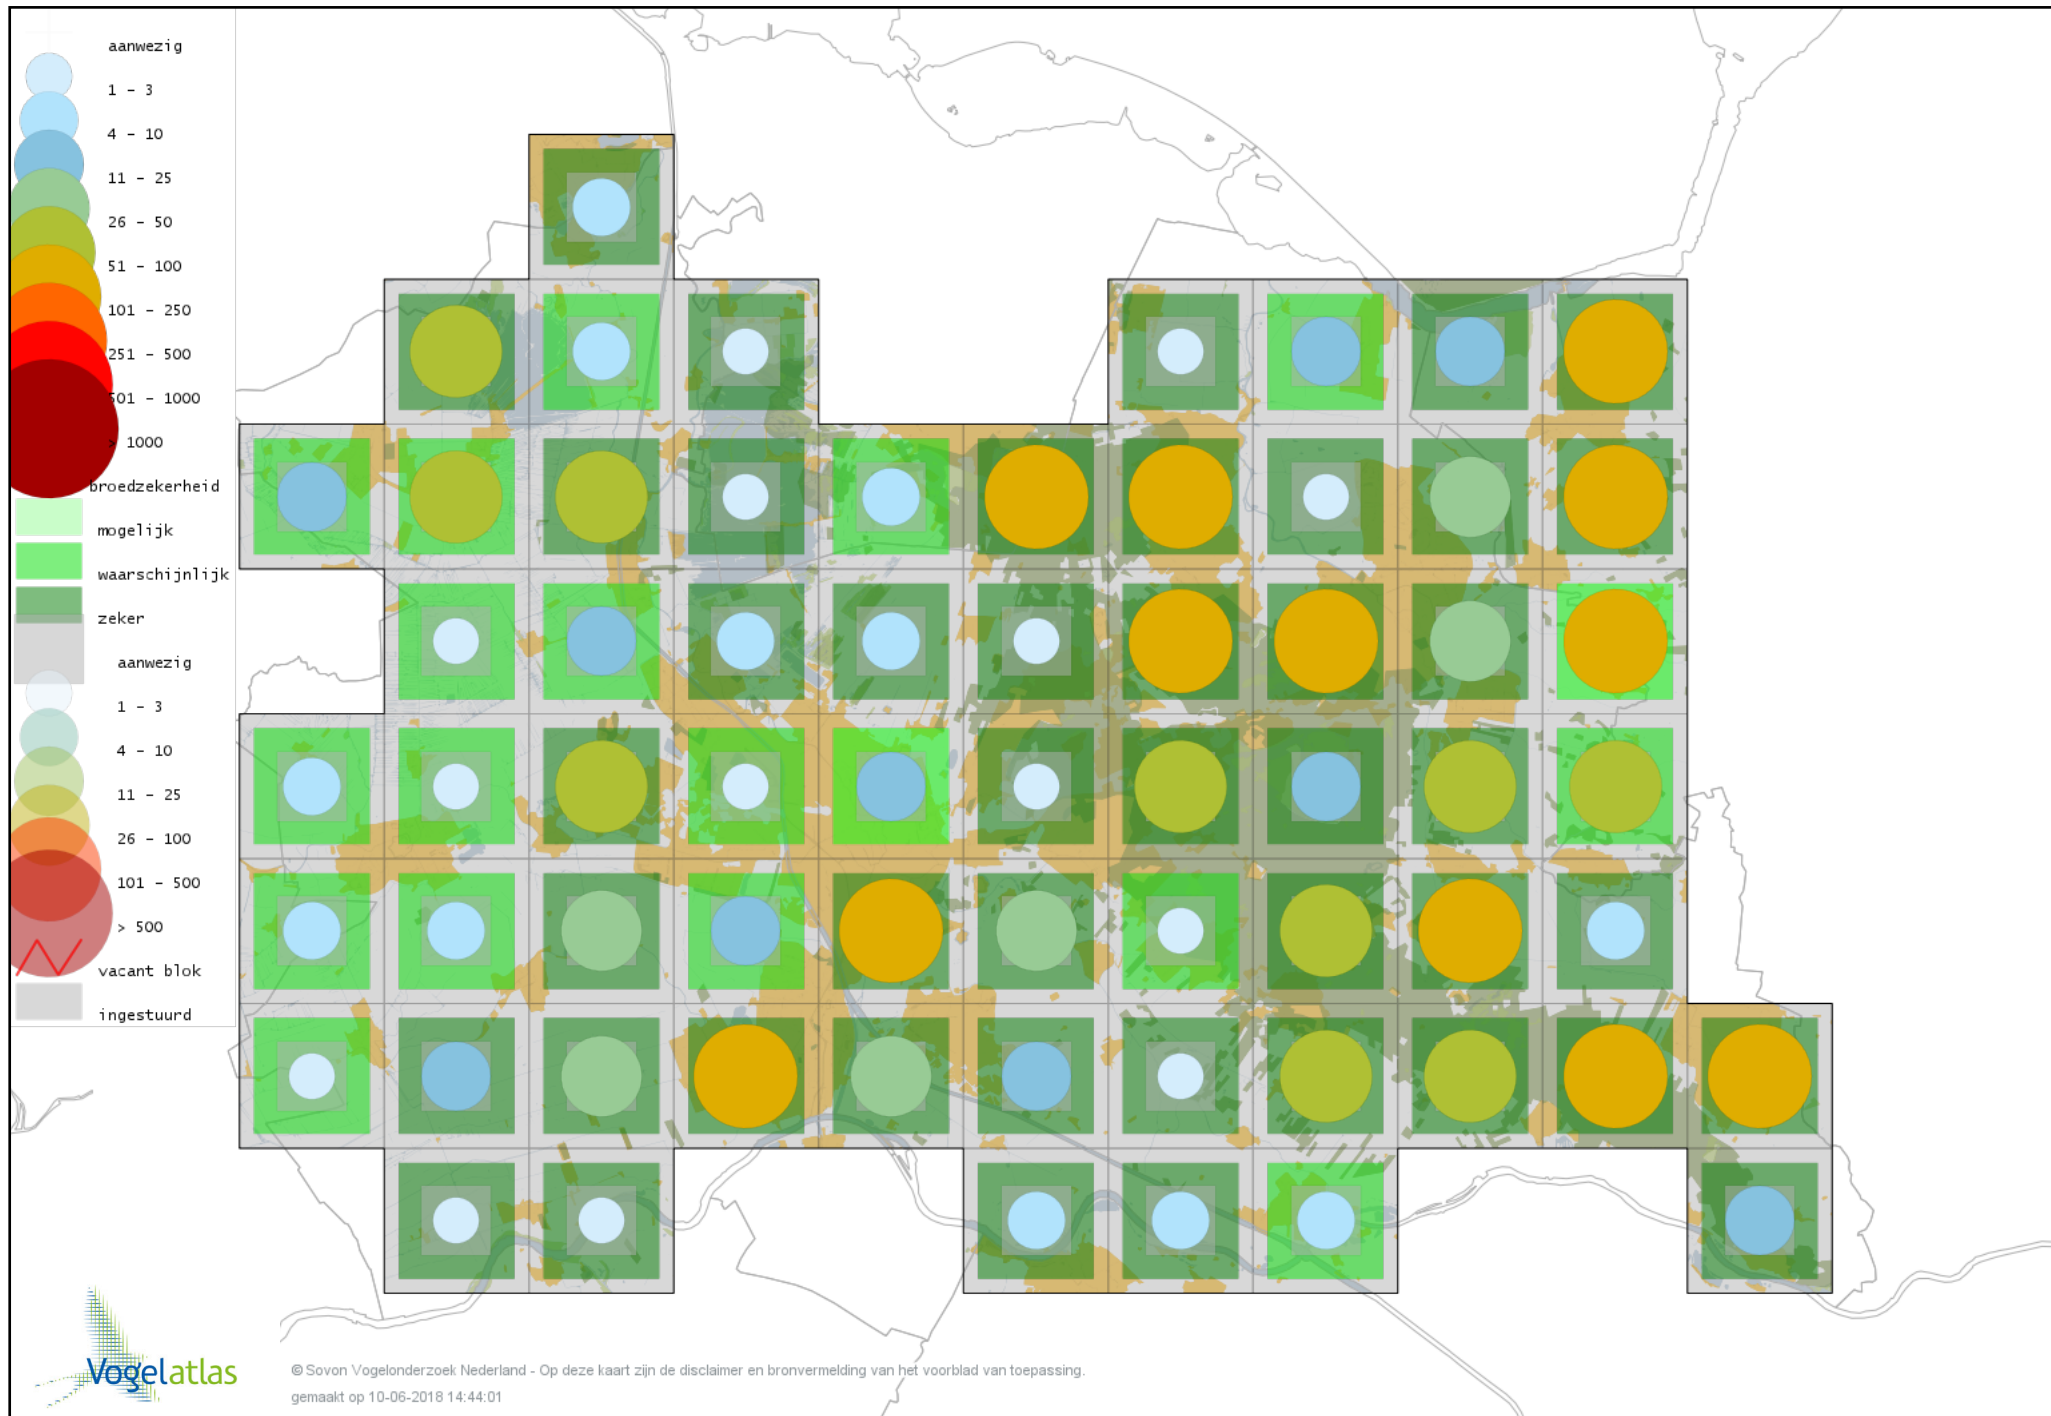 aanwezig
1 - 3
4 - 10
11 - 25
26 - 50
51 - 100
101 - 250
251 - 500
501 - 1000
> 1000
broedzekerheid
mogelijk
waarschijnlijk
zeker
aanwezig
1 - 3
4 - 10
11 - 25
26 - 100
101 - 500
> 500
vacant blok
ingestuurd
Vogelatlas
© Sovon Vogelonderzoek Nederland - Op deze kaart zijn de disclaimer en bronvermelding van het voorblad van toepassing.
gemaakt op 10-06-2018 14:44:01